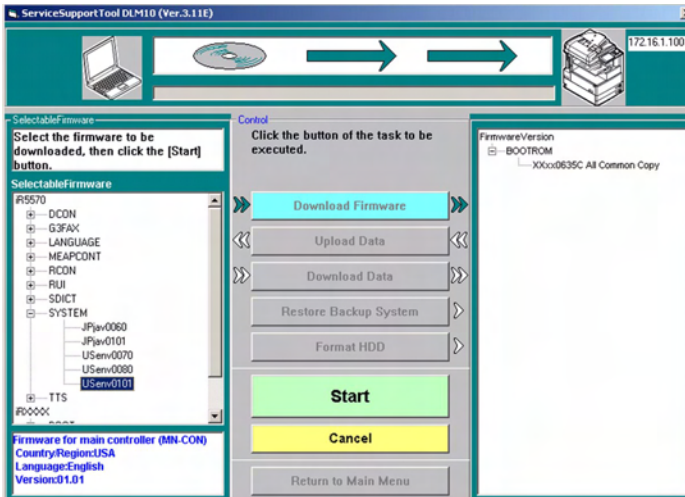 ServiceSupportTool DLM10 (Ver.3.11E)
172.16.1.100
SelectableFirmware
Select the firmware to be
downloaded, then click the [Start]
button.
SelectableFirmware
iR5570
DCON
G3FAX
LANGUAGE
MEAPCONT
RCON
RUI
SDICT
SYSTEM
JPjav0060
JPjav0101
USenv0070
USenv0080
USenv0101
TTS
iRXXXX
Firmware for main controller (MN-CON)
Country/Region:USA
Language:English
Version:01.01
Control
Click the button of the task to be
executed.
Download Firmware
Upload Data
Download Data
Restore Backup System
Format HDD
Start
Cancel
Return to Main Menu
FirmwareVersion
BOOTROM
XXxx0635C All Common Copy